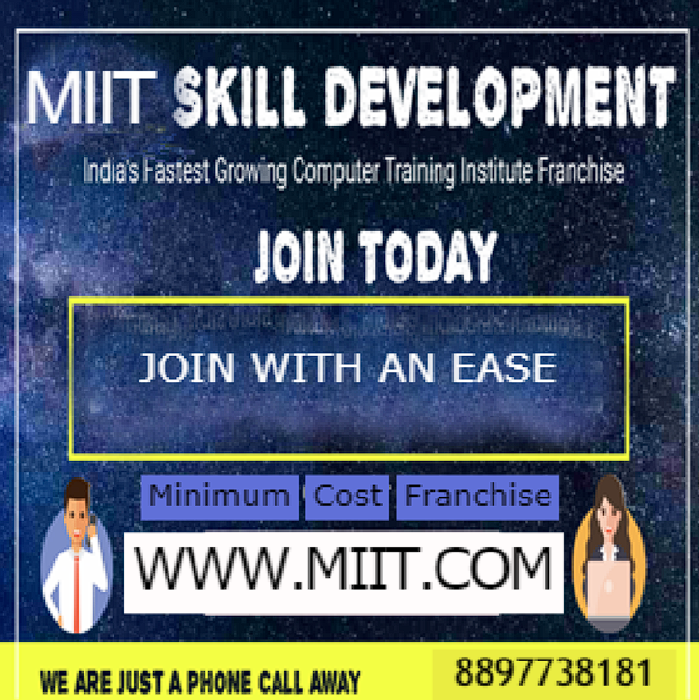 MIIT SKILL DEVELOPMENT
India's Fastest Growing Computer Training Institute Franchise
JOIN TODAY
JOIN WITH AN EASE
Minimum Cost Franchise
WWW.MIIT.COM
WE ARE JUST A PHONE CALL AWAY 8897738181